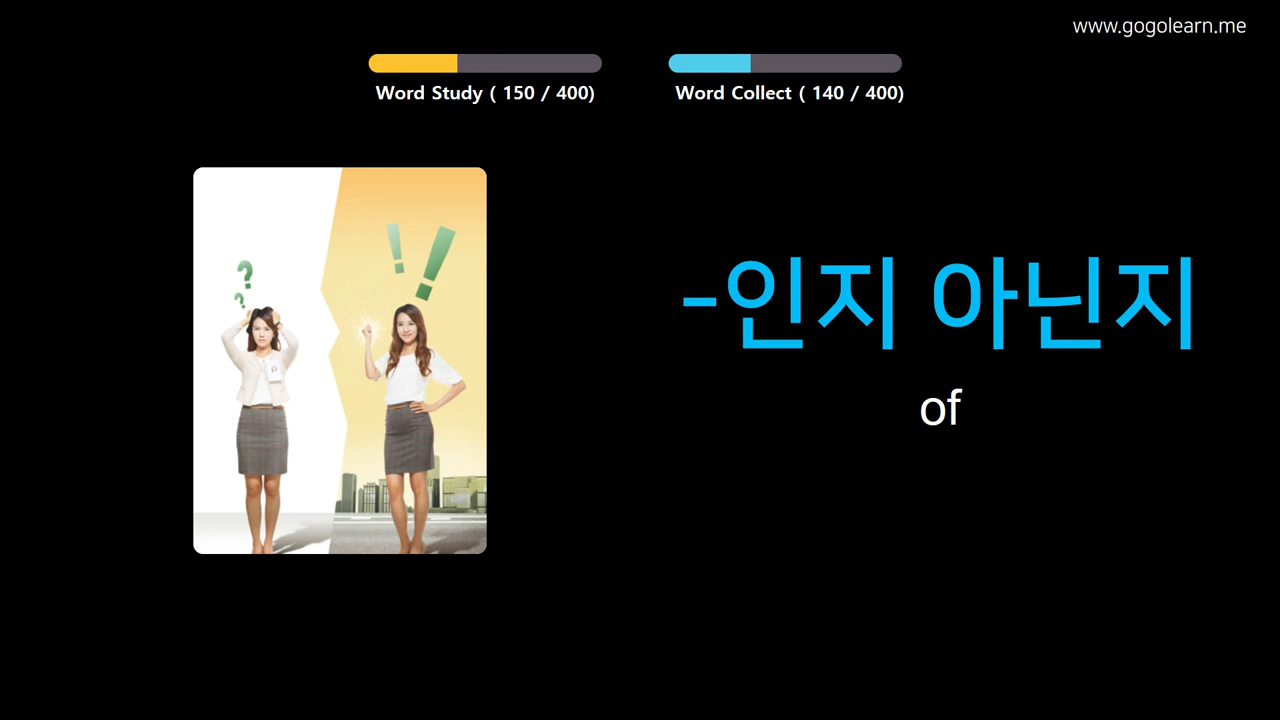 www.gogolearn.me
Word Study ( 150 / 400)
Word Collect ( 140 / 400)
? ?
! !
-인지 아닌지
of